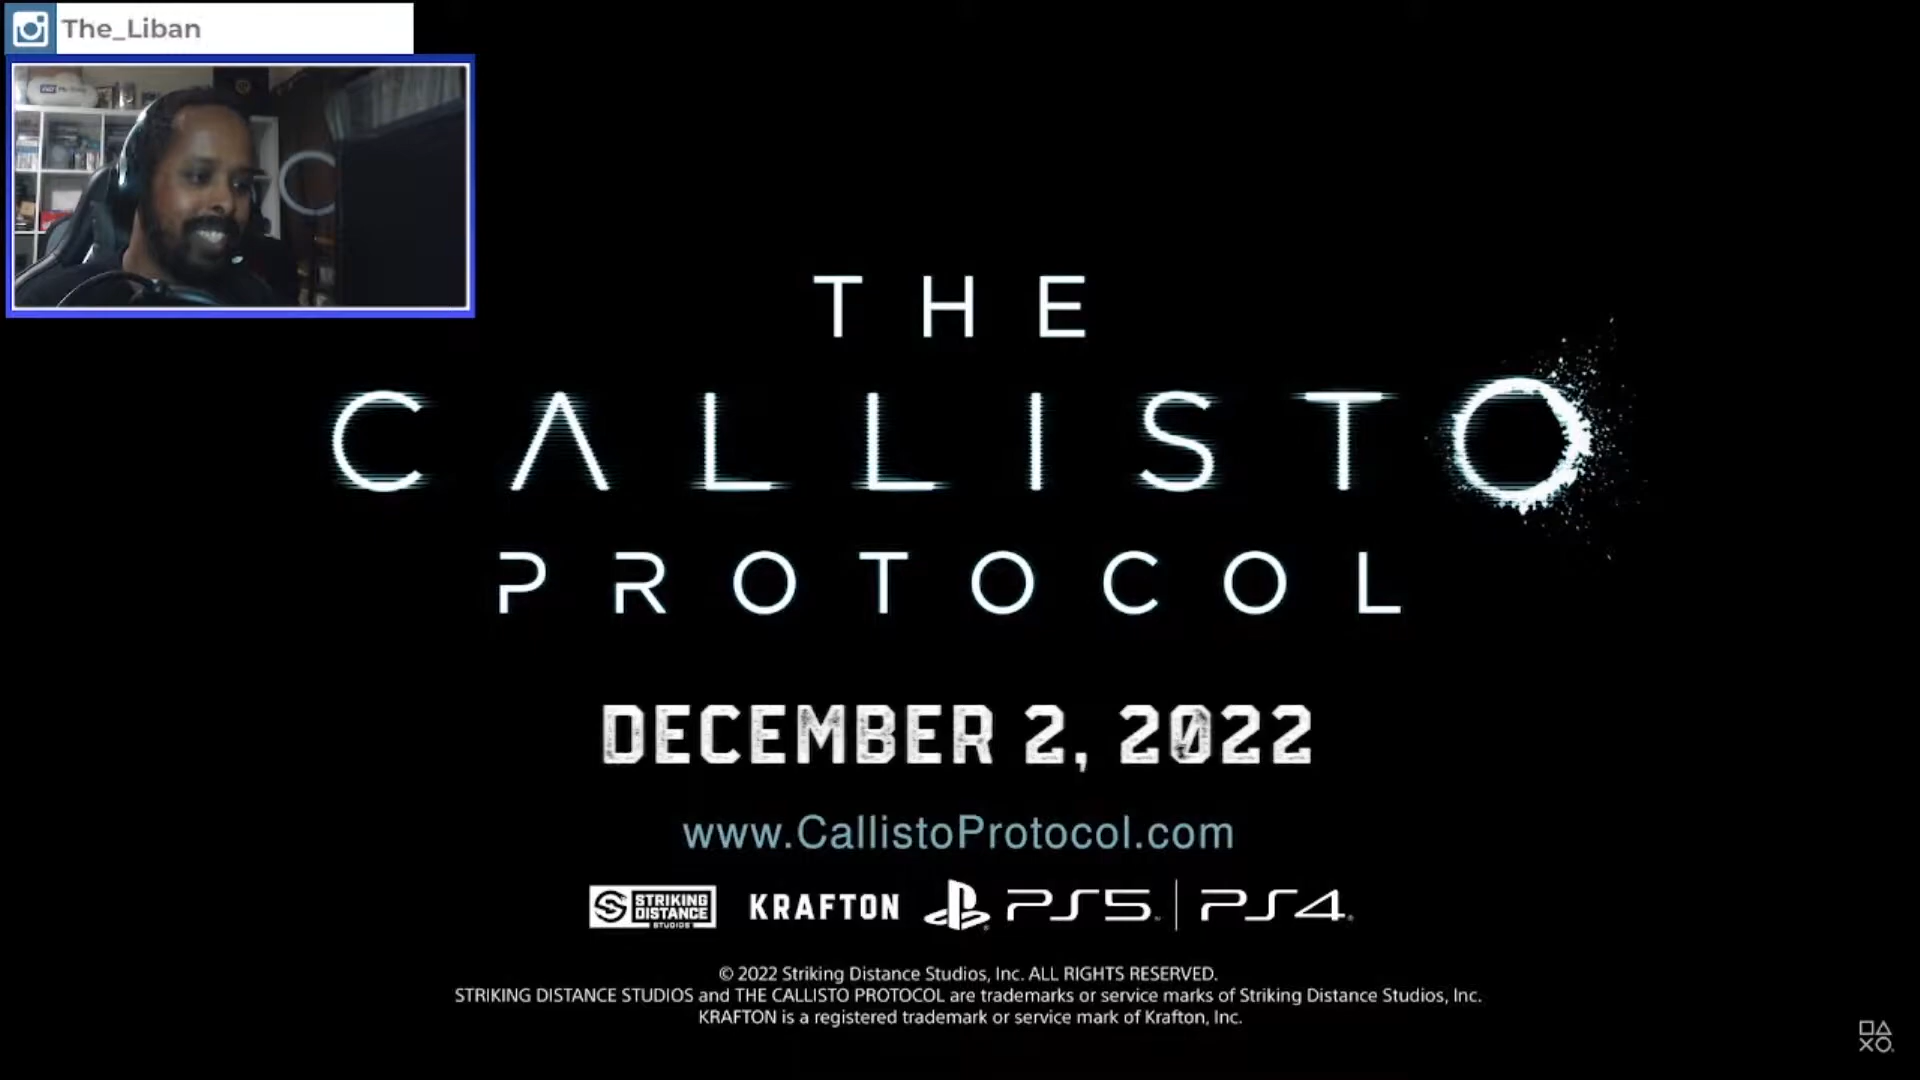 The_Liban
THE
CALLISTO
PROTOCOL
DECEMBER 2, 2022
www.CallistoProtocol.com
STRIKING
DISTANCE
STUDIOS
KRAFTON
PS5
PS4
© 2022 Striking Distance Studios, Inc. ALL RIGHTS RESERVED.
STRIKING DISTANCE STUDIOS and THE CALLISTO PROTOCOL are trademarks or service marks of Striking Distance Studios, Inc.
KRAFTON is a registered trademark or service mark of Krafton, Inc.